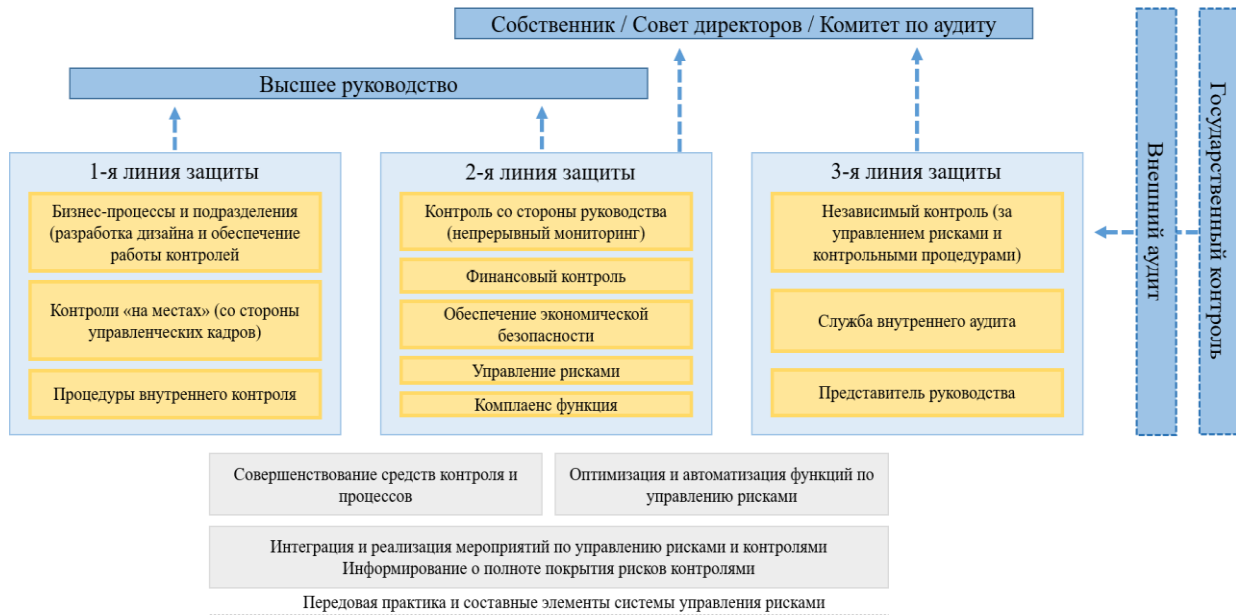 Собственник / Совет директоров / Комитет по аудиту
Высшее руководство
1-я линия защиты
Бизнес-процессы и подразделения
(разработка дизайна и обеспечение
работы контролей
Контроли «на местах» (со стороны
управленческих кадров)
Процедуры внутреннего контроля
2-я линия защиты
Контроль со стороны руководства
(непрерывный мониторинг)
Финансовый контроль
Обеспечение экономической
безопасности
Управление рисками
Комплаенс функция
3-я линия защиты
Независимый контроль (за
управлением рисками и
контрольными процедурами)
Служба внутреннего аудита
Представитель руководства
Внешний аудит
Государственный контроль
Совершенствование средств контроля и
процессов
Оптимизация и автоматизация функций по
управлению рисками
Интеграция и реализация мероприятий по управлению рисками и контролями
Информирование о полноте покрытия рисков контролями
Передовая практика и составные элементы системы управления рисками